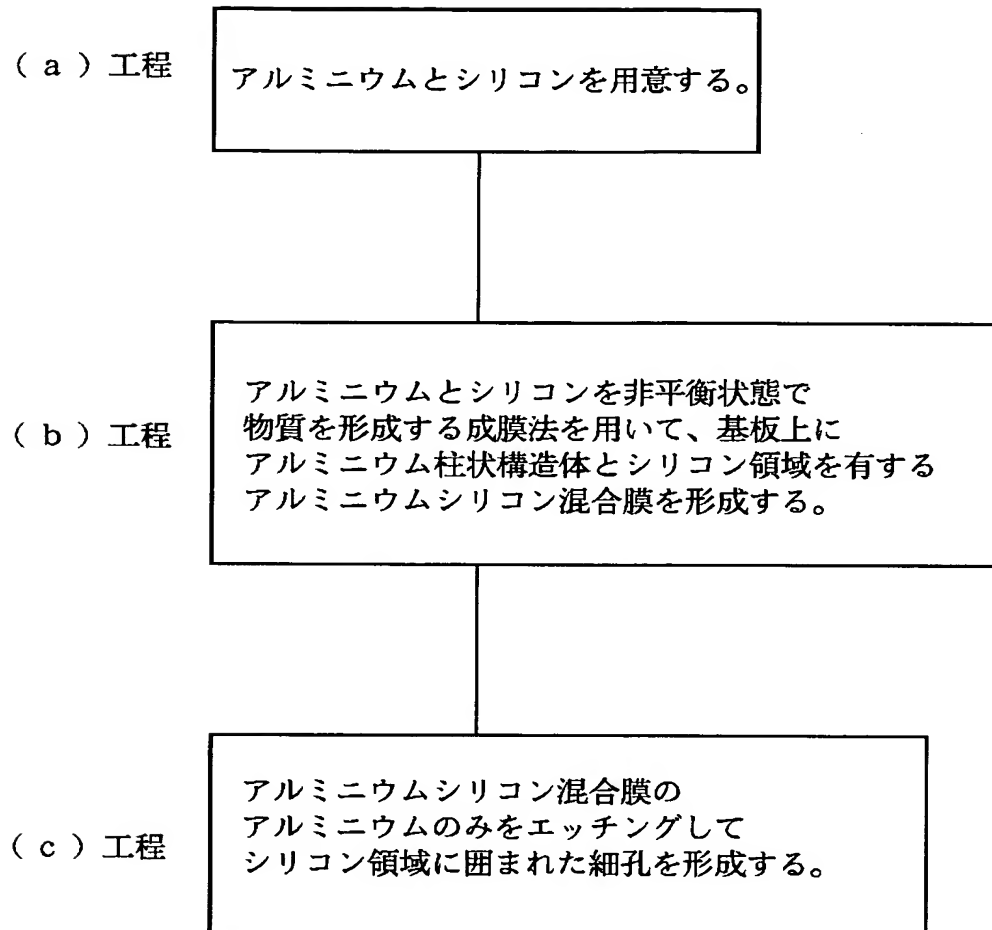 （ａ）工程
アルミニウムとシリコンを用意する。
（ｂ）工程
アルミニウムとシリコンを非平衡状態で
物質を形成する成膜法を用いて、基板上に
アルミニウム柱状構造体とシリコン領域を有する
アルミニウムシリコン混合膜を形成する。
（ｃ）工程
アルミニウムシリコン混合膜の
アルミニウムのみをエッチングして
シリコン領域に囲まれた細孔を形成する。